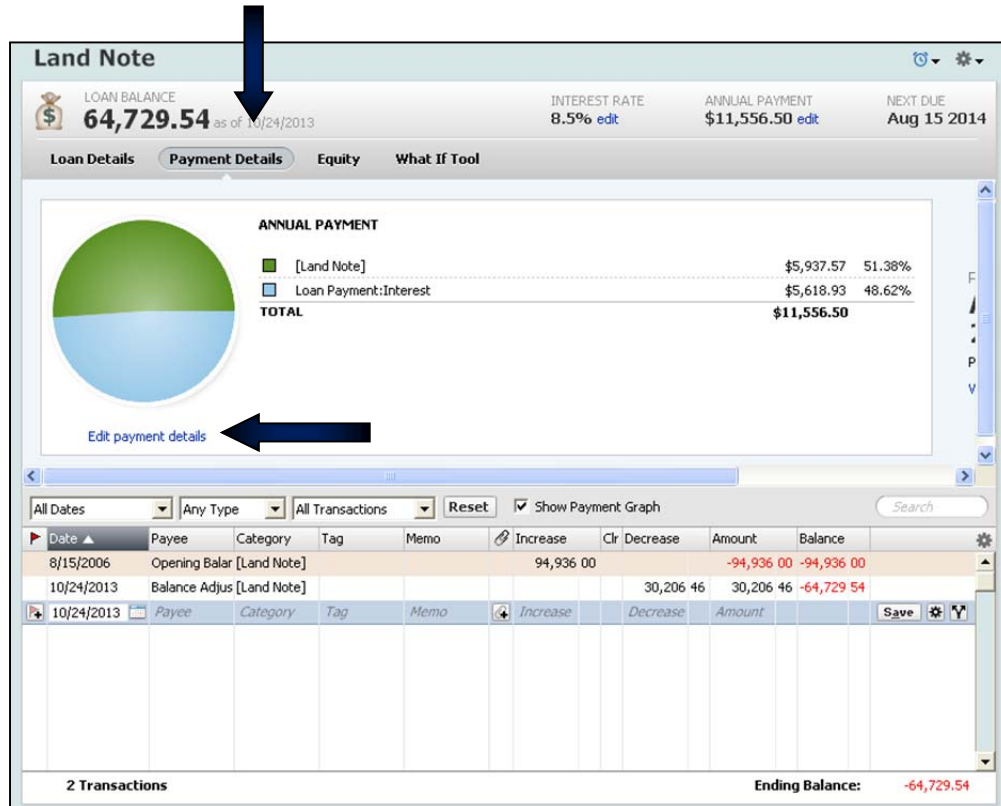 Land Note
LOAN BALANCE
64,729.54 as of 10/24/2013
INTEREST RATE
8.5% edit
ANNUAL PAYMENT
$11,556.50 edit
NEXT DUE
Aug 15 2014
Loan Details Payment Details Equity What If Tool
ANNUAL PAYMENT
[Land Note] $5,937.57 51.38%
Loan Payment:Interest $5,618.93 48.62%
TOTAL $11,556.50
P
V
Edit payment details
All Dates Any Type All Transactions Reset Show Payment Graph Search
Date Payee Category Tag Memo Increase Clr Decrease Amount Balance
8/15/2006 Opening Balar [Land Note] 94,936 00 -94,936 00 -94,936 00
10/24/2013 Balance Adjus [Land Note] 30,206 46 30,206 46 -64,729 54
10/24/2013 Payee Category Tag Memo Increase Decrease Amount Save
2 Transactions Ending Balance: -64,729.54